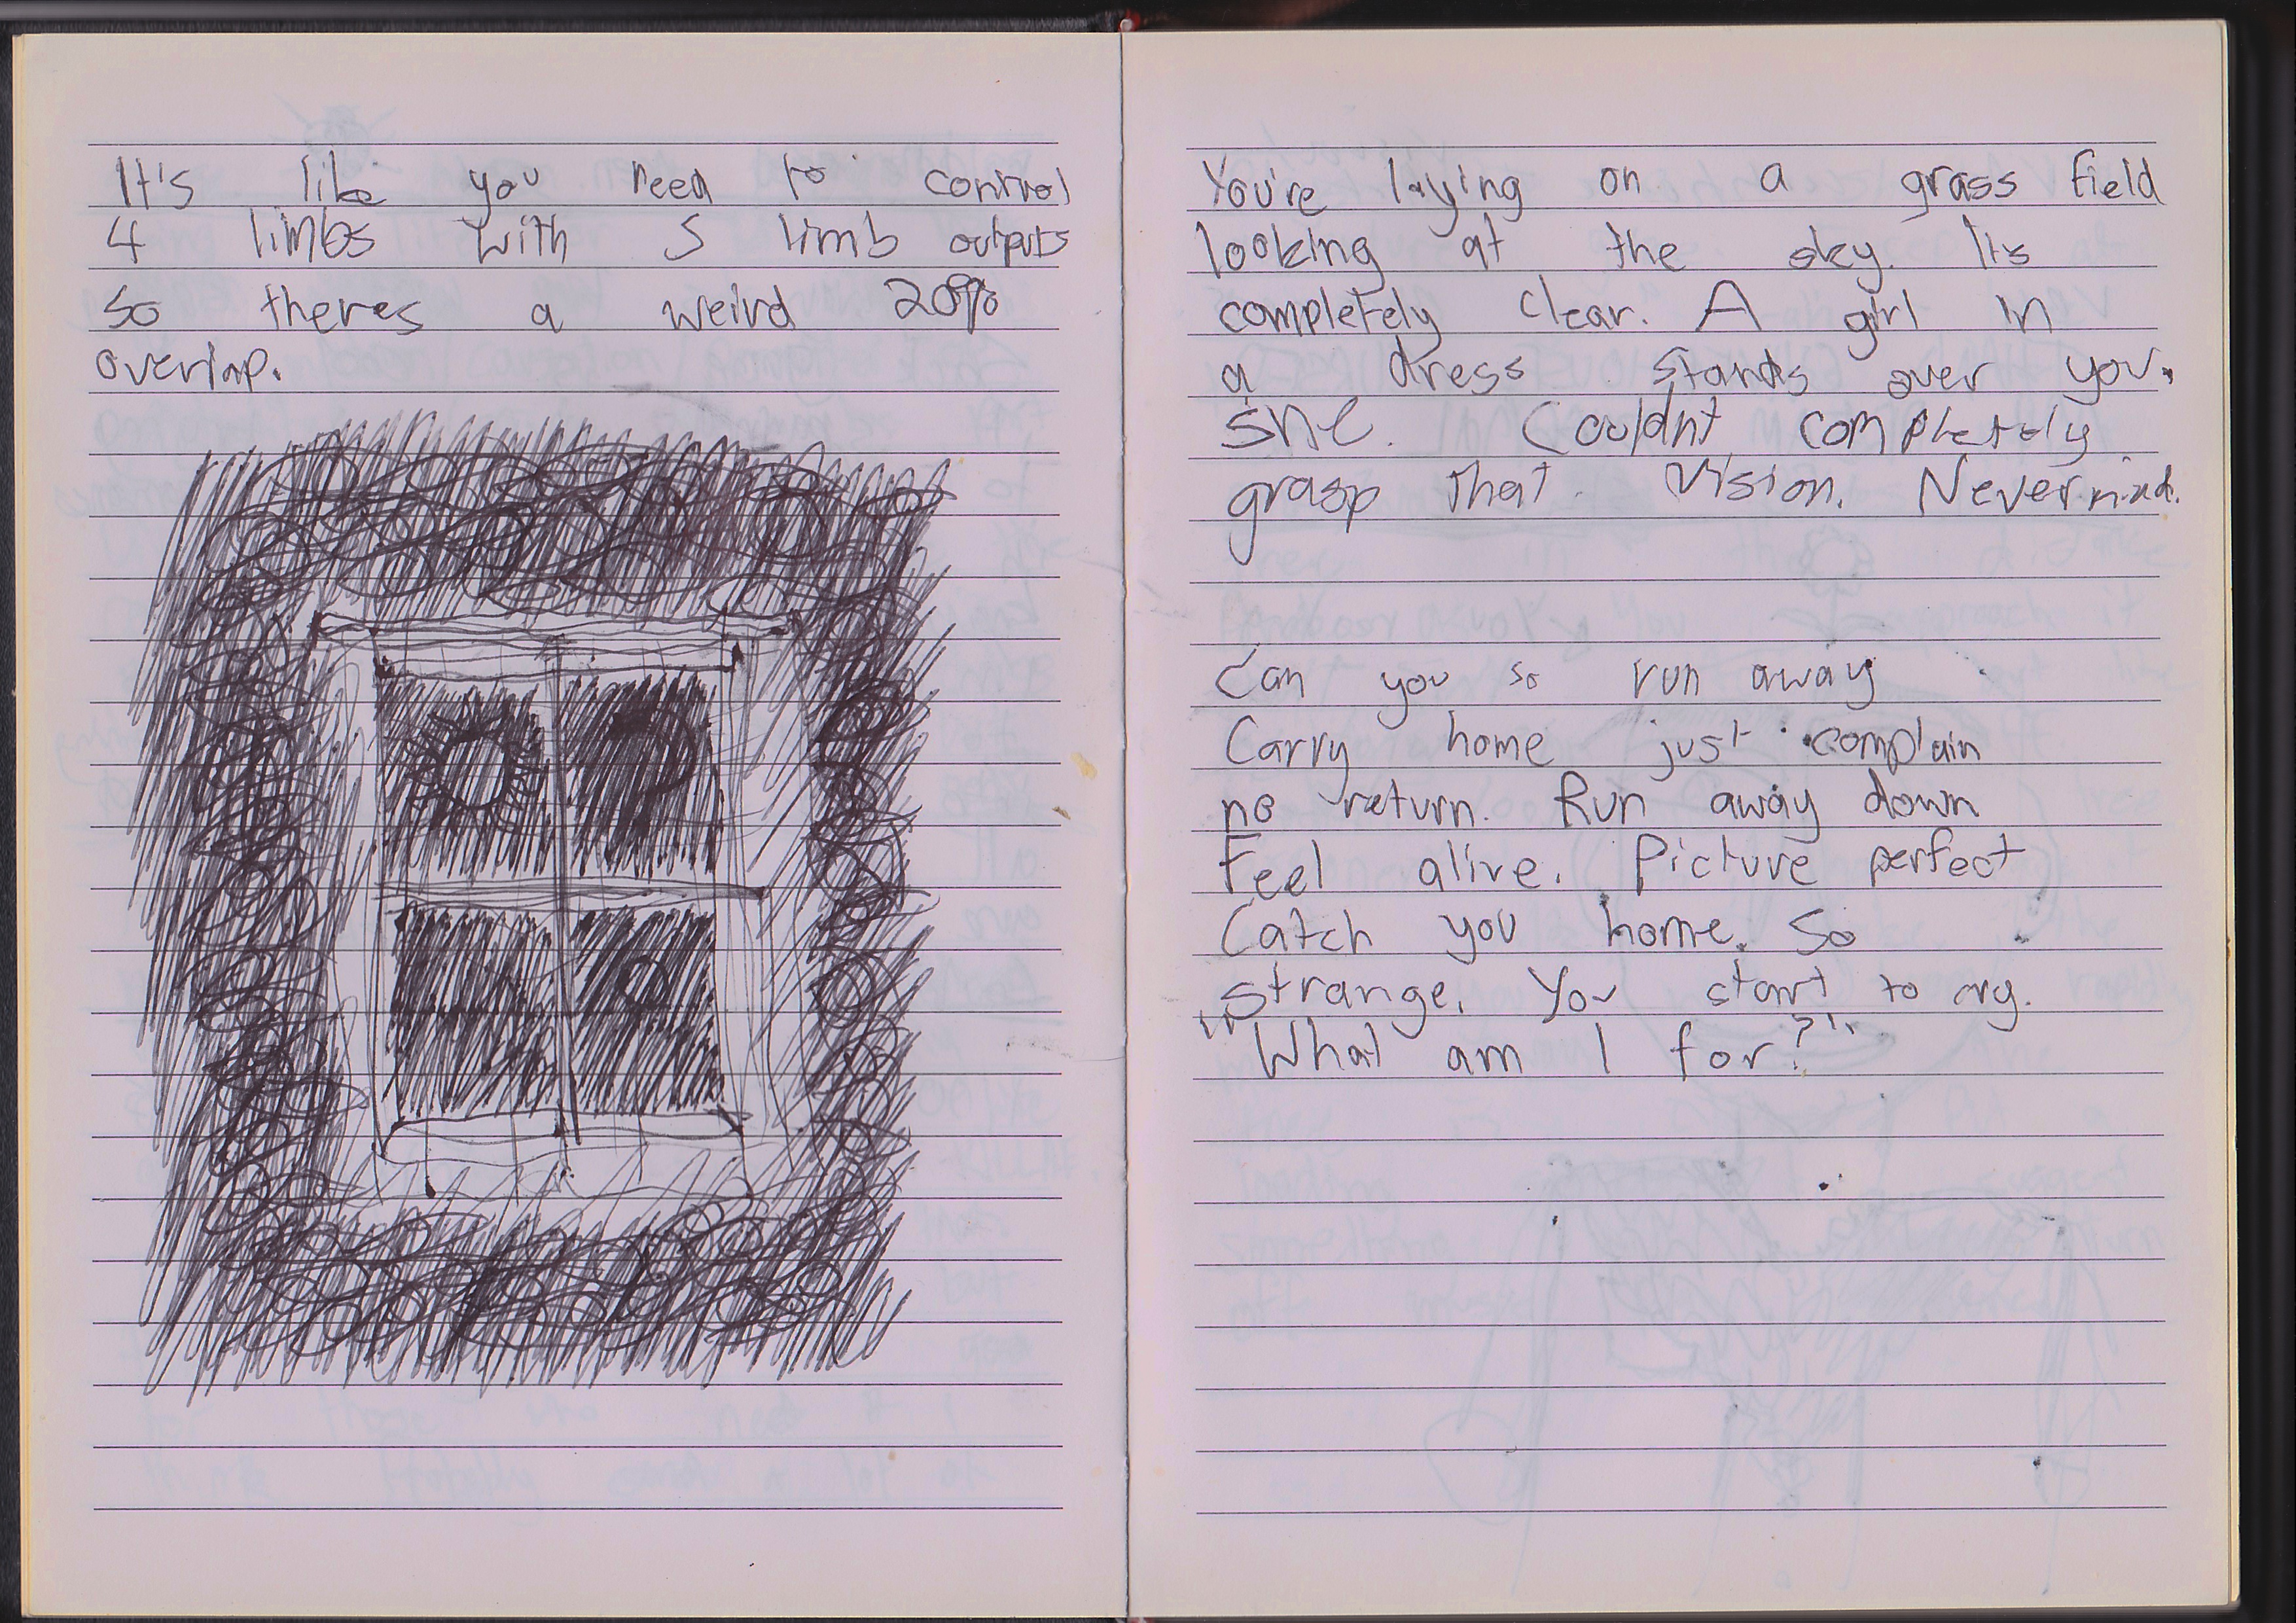 It's like you need to control
4 limbs with 5 limb outputs
so theres a weird 20%
overlap.
You're laying on a grass field
looking at the sky. Its
completely clear. A girl in
a dress stands over you.
she. Couldnt completely
grasp that. Vision. Nevermind.
Can you so run away
Carry home just complain
no return. Run away down
Feel alive. Picture perfect
Catch you home. So
strange. You start to cry.
"What am I for?"